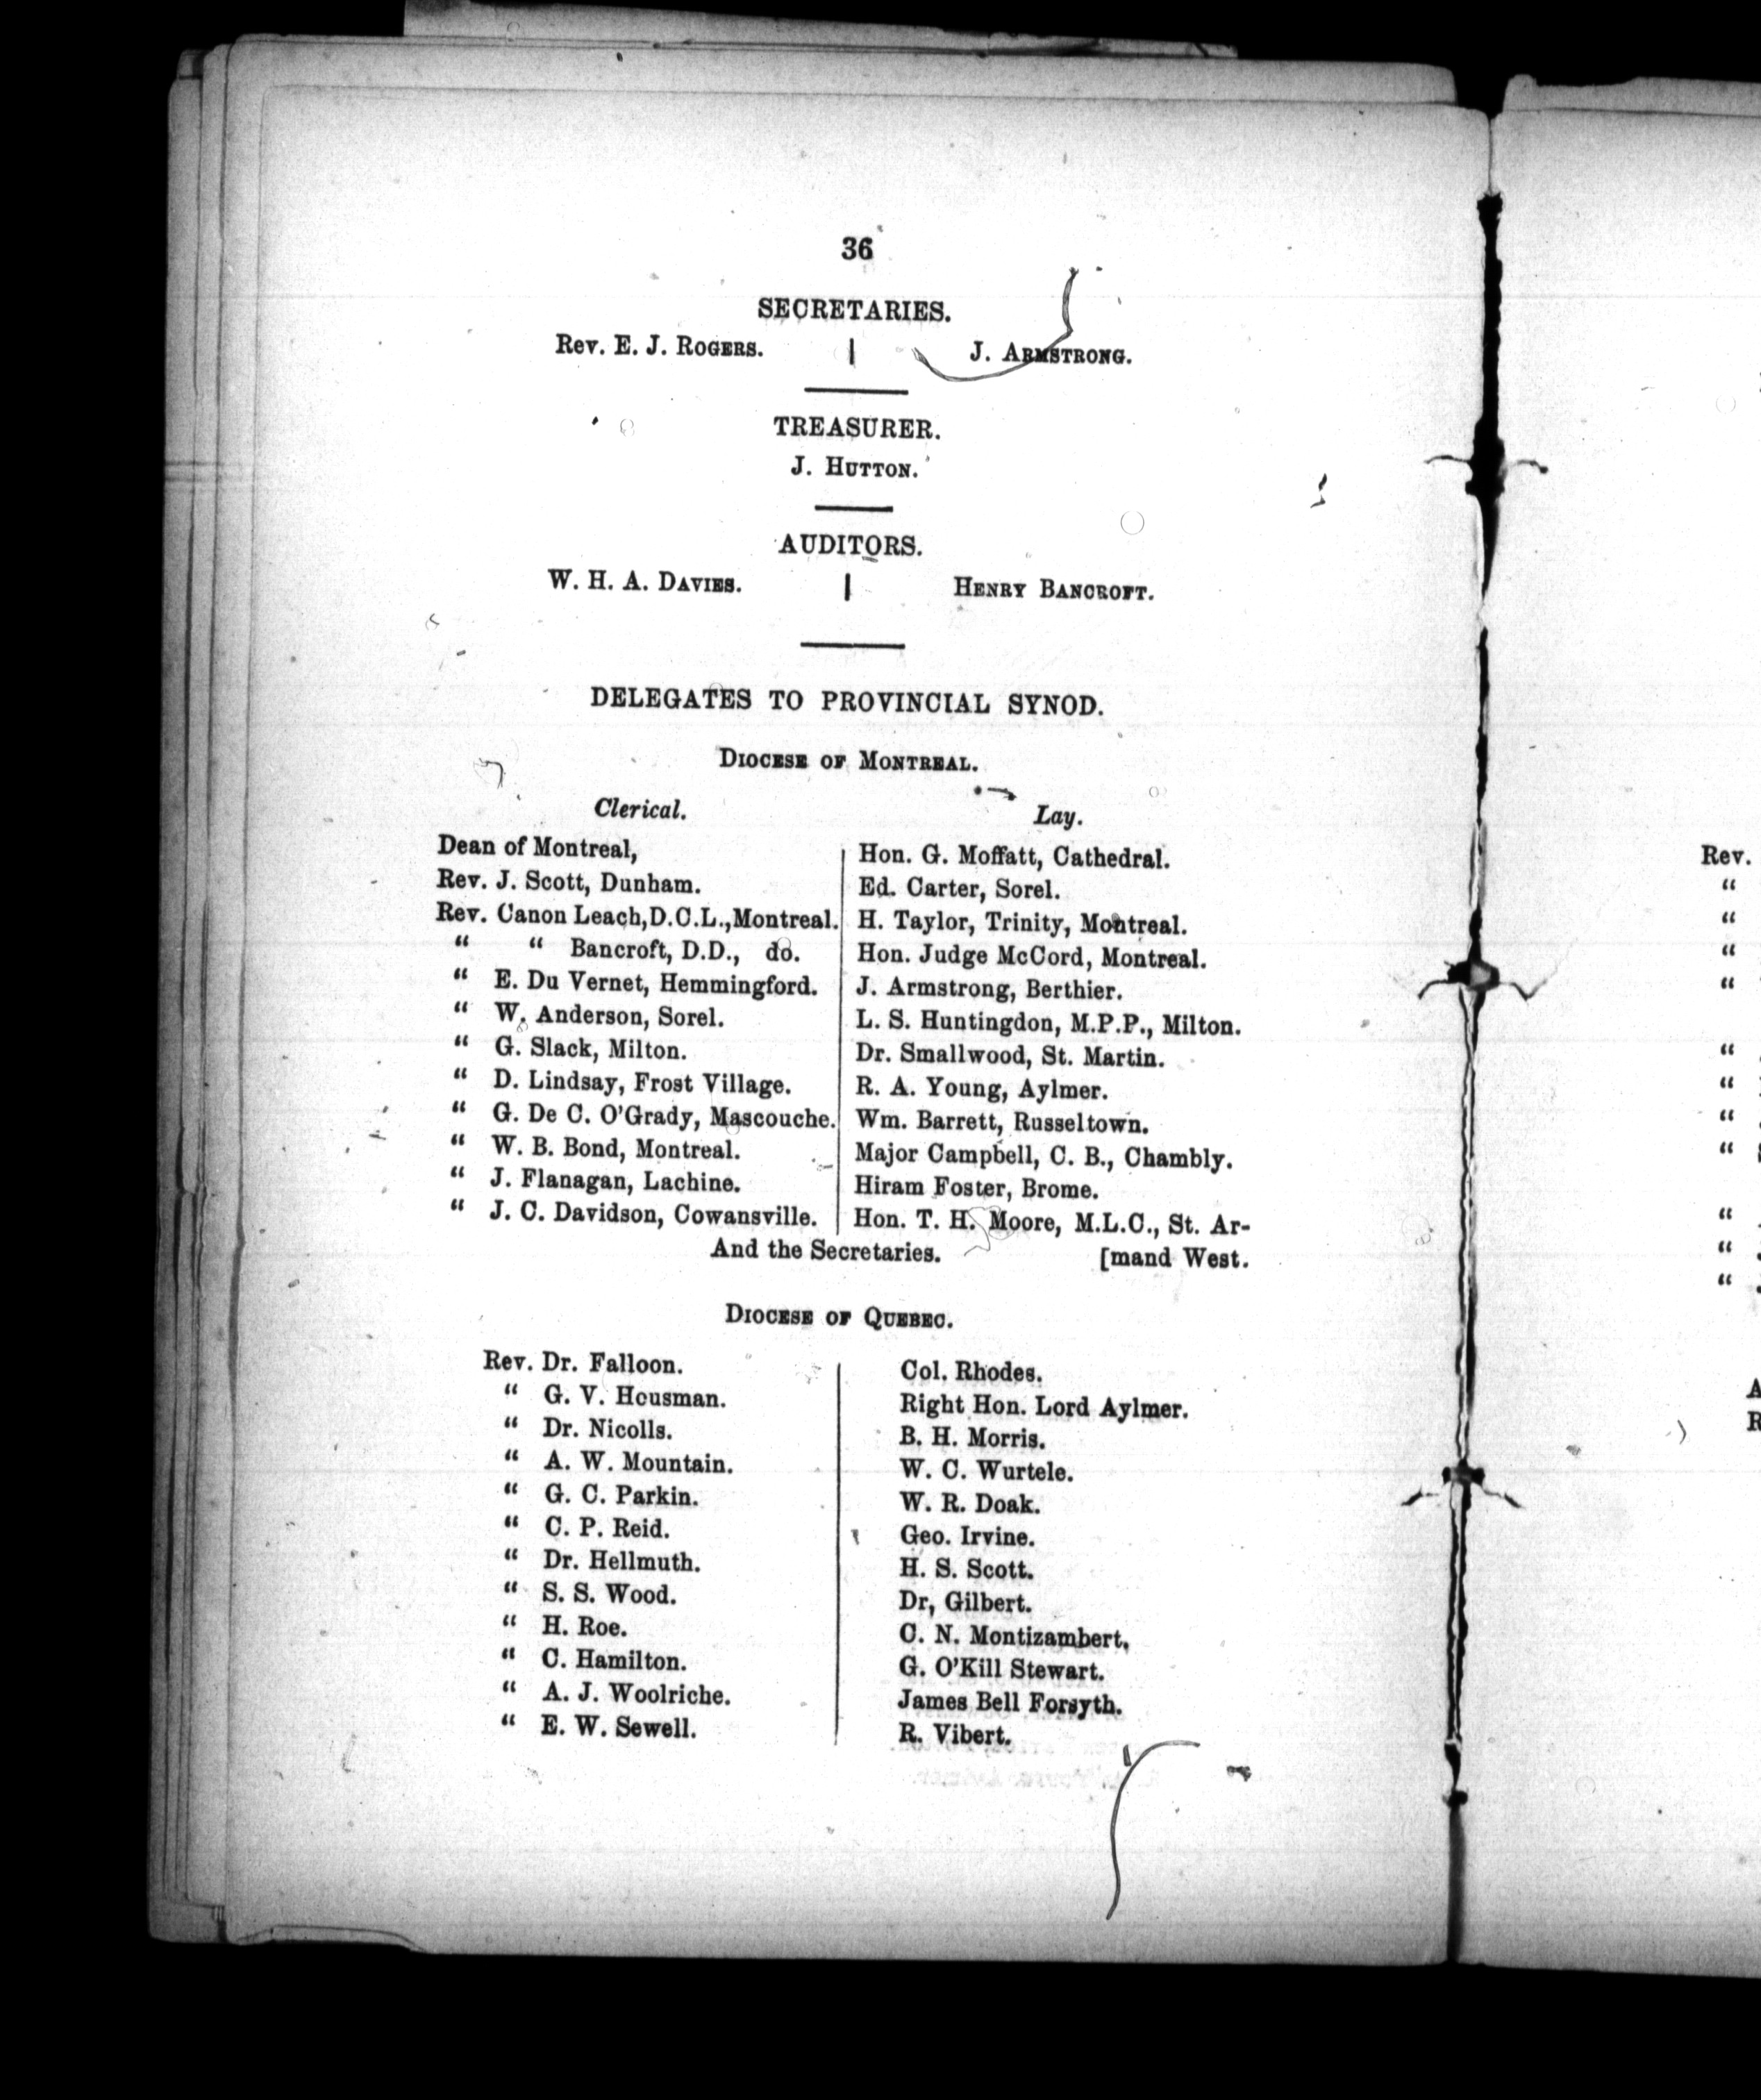 36
SECRETARIES.
Rev. E. J. ROGERS. | J. ARMSTRONG.
TREASURER.
J. HUTTON.
AUDITORS.
W. H. A. DAVIES. | HENRY BANCROFT.
DELEGATES TO PROVINCIAL SYNOD.
DIOCESE OF MONTREAL.
Clerical. Lay.
Dean of Montreal, Hon. G. Moffatt, Cathedral.
Rev. J. Scott, Dunham. Ed. Carter, Sorel.
Rev. Canon Leach, D.C.L., Montreal. H. Taylor, Trinity, Montreal.
“ “ Bancroft, D.D., do. Hon. Judge McCord, Montreal.
“ E. Du Vernet, Hemmingford. J. Armstrong, Berthier.
“ W. Anderson, Sorel. L. S. Huntingdon, M.P.P., Milton.
“ G. Slack, Milton. Dr. Smallwood, St. Martin.
“ D. Lindsay, Frost Village. R. A. Young, Aylmer.
“ G. De C. O'Grady, Mascouche. Wm. Barrett, Russeltown.
“ W. B. Bond, Montreal. Major Campbell, C. B., Chambly.
“ J. Flanagan, Lachine. Hiram Foster, Brome.
“ J. C. Davidson, Cowansville. Hon. T. H. Moore, M.L.C., St. Ar-
And the Secretaries. [mand West.
DIOCESE OF QUEBEC.
Rev. Dr. Falloon. Col. Rhodes.
“ G. V. Housman. Right Hon. Lord Aylmer.
“ Dr. Nicolls. B. H. Morris.
“ A. W. Mountain. W. C. Wurtele.
“ G. C. Parkin. W. R. Doak.
“ C. P. Reid. Geo. Irvine.
“ Dr. Hellmuth. H. S. Scott.
“ S. S. Wood. Dr, Gilbert.
“ H. Roe. C. N. Montizambert.
“ C. Hamilton. G. O'Kill Stewart.
“ A. J. Woolriche. James Bell Forsyth.
“ E. W. Sewell. R. Vibert.
Rev.
“
“
“
“
“
“
“
“
“
“
“